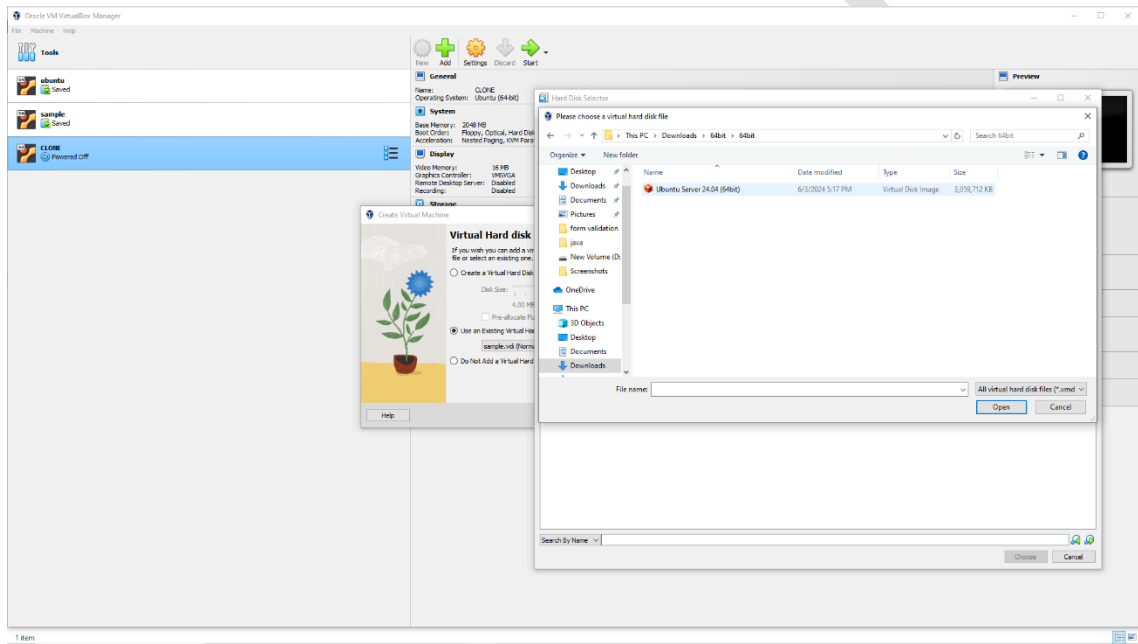 Oracle VM VirtualBox Manager
File Machine Help
Tools
New Add Settings Discard Start
ubuntu
Saved
sample
Saved
CLONE
Powered Off
General
Name: CLONE
Operating System: Ubuntu (64-bit)
System
Base Memory: 2048 MB
Boot Order: Floppy, Optical, Hard Disk
Acceleration: Nested Paging, KVM Para
Display
Video Memory: 16 MB
Graphics Controller: VMSVGA
Remote Desktop Server: Disabled
Recording: Disabled
Storage
Preview
Create Virtual Machine
Virtual Hard disk
If you wish you can add a vir
file or select an existing one.
Create a Virtual Hard Disk
Disk Size:
4.00 MB
Pre-allocate Fu
Use an Existing Virtual Har
sample.vdi (Norm
Do Not Add a Virtual Hard
Help
Hard Disk Selector
Please choose a virtual hard disk file
This PC > Downloads > 64bit > 64bit
Search 64bit
Organize New folder
Desktop
Downloads
Documents
Pictures
form validation
java
New Volume (D:
Screenshots
OneDrive
This PC
3D Objects
Desktop
Documents
Downloads
Name Date modified Type Size
Ubuntu Server 24.04 (64bit) 6/3/2024 5:17 PM Virtual Disk Image 3,059,712 KB
File name:
All virtual hard disk files (*.vmd
Open Cancel
Search By Name
Choose Cancel
1 item